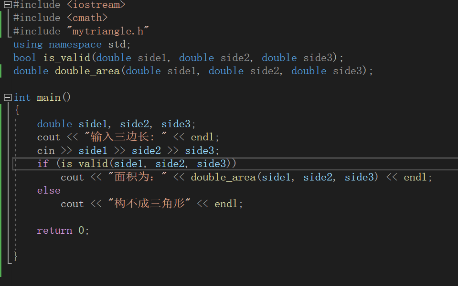 #include <iostream>
#include <cmath>
#include "mytriangle.h"
using namespace std;
bool is_valid(double side1, double side2, double side3);
double double_area(double side1, double side2, double side3);
int main()
{
double side1, side2, side3;
cout << "输入三边长: " << endl;
cin >> side1 >> side2 >> side3;
if (is_valid(side1, side2, side3))
cout << "面积为: " << double_area(side1, side2, side3) << endl;
else
cout << "构不成三角形" << endl;
return 0;
}